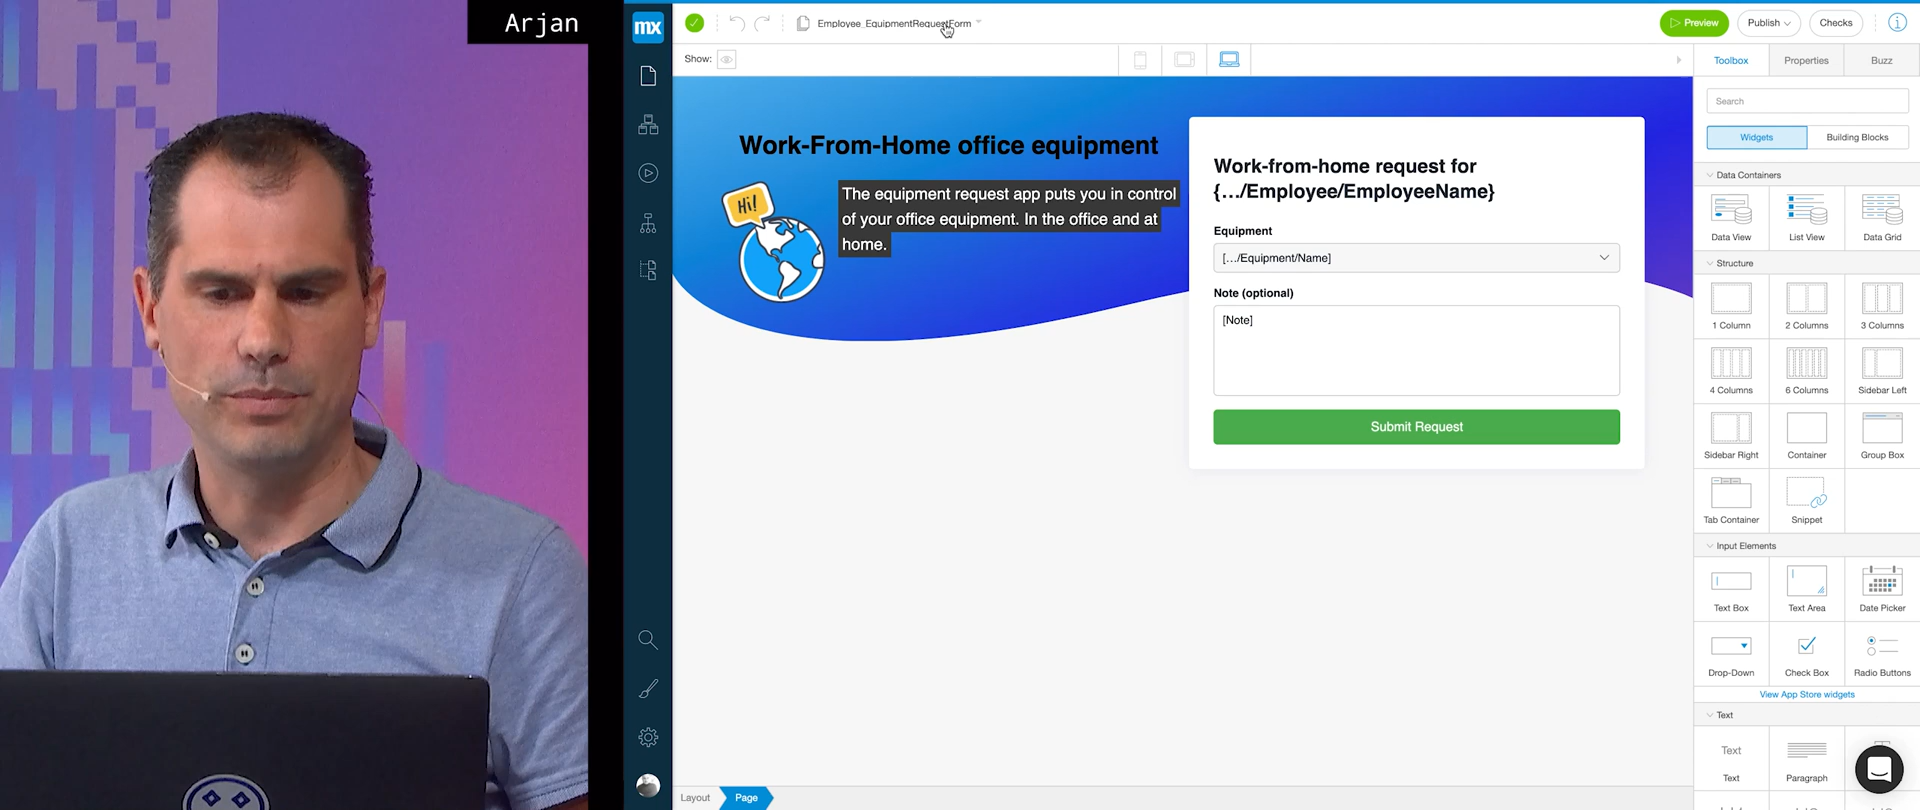 Arjan
mx
Employee_EquipmentRequestForm
Preview
Publish
Checks
Show:
Toolbox
Properties
Buzz
Search
Widgets
Building Blocks
Work-From-Home office equipment
Hi!
The equipment request app puts you in control
of your office equipment. In the office and at
home.
Work-from-home request for
{.../Employee/EmployeeName}
Equipment
[.../Equipment/Name]
Note (optional)
[Note]
Submit Request
Data Containers
Data View
List View
Data Grid
Structure
1 Column
2 Columns
3 Columns
4 Columns
6 Columns
Sidebar Left
Sidebar Right
Container
Group Box
Tab Container
Snippet
Input Elements
Text Box
Text Area
Date Picker
Drop-Down
Check Box
Radio Buttons
View App Store widgets
Text
Text
Text
Paragraph
Layout
Page